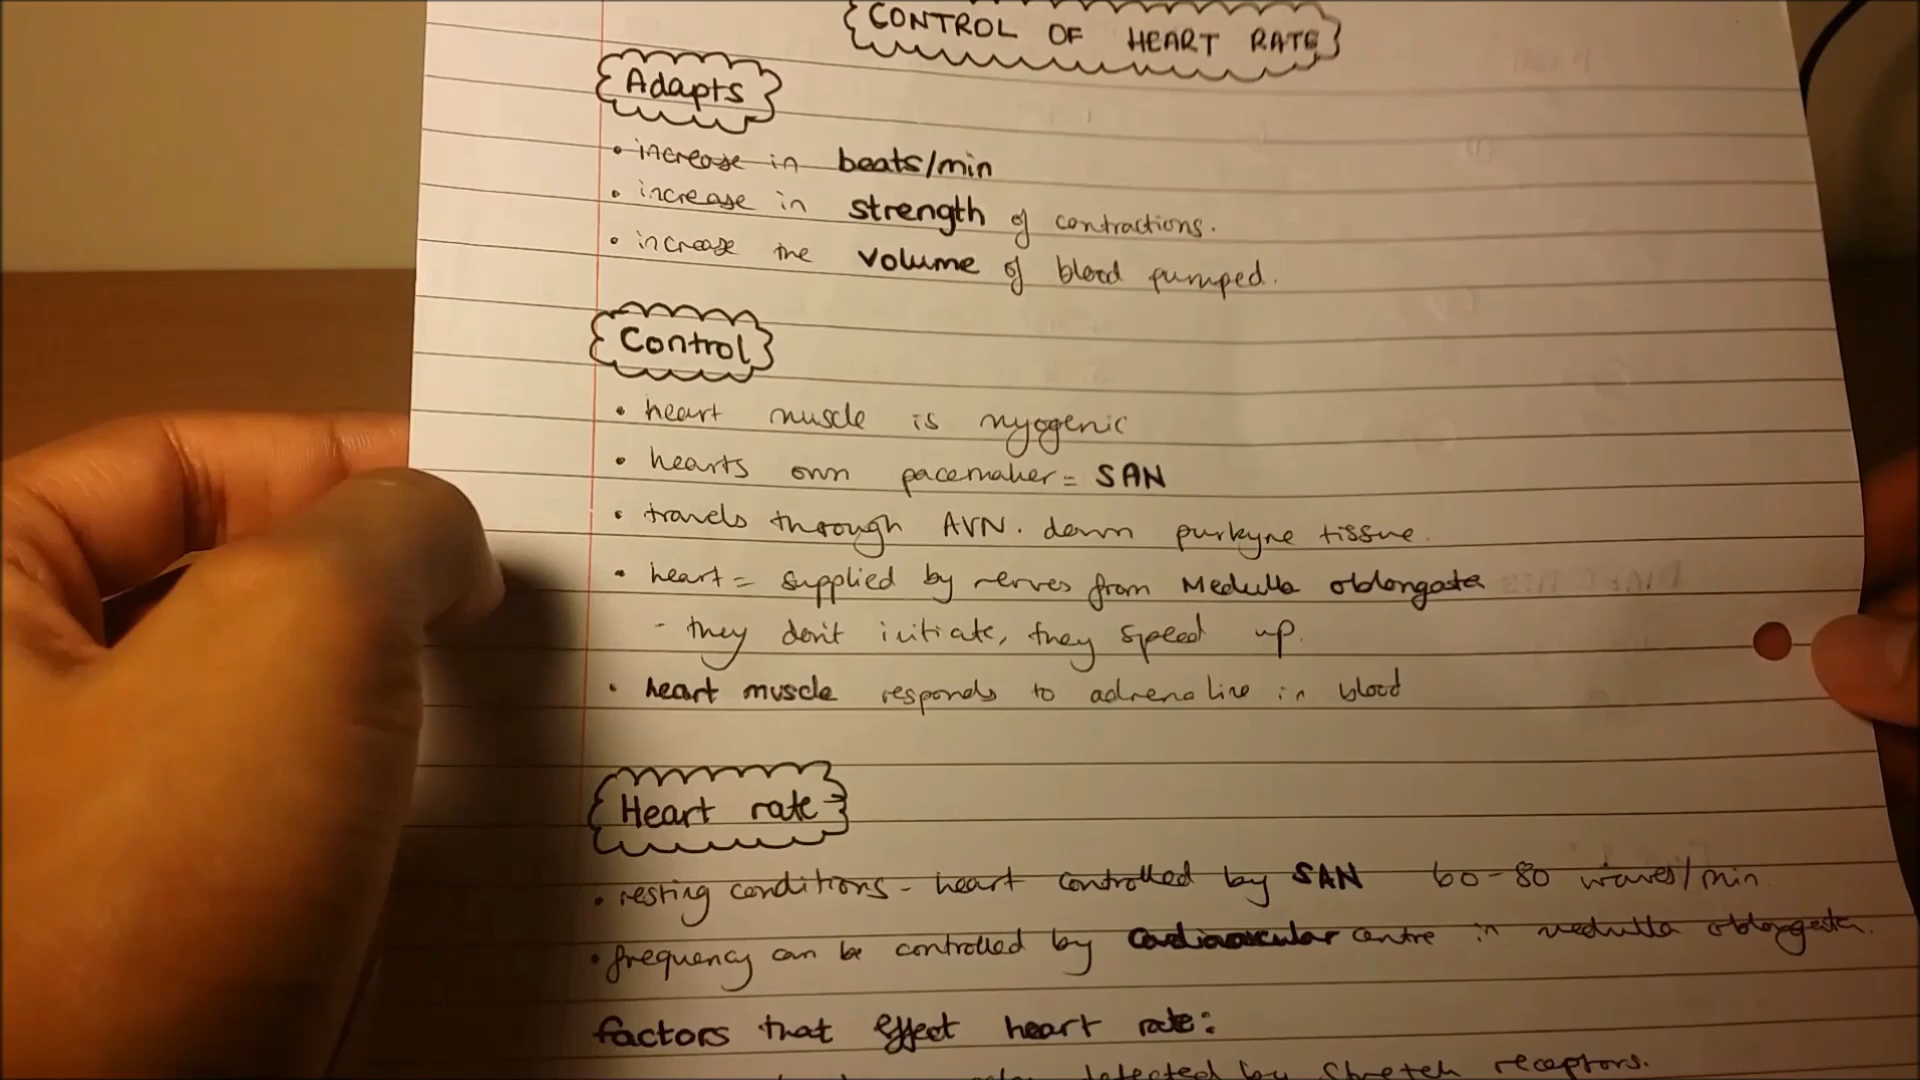 CONTROL OF HEART RATE
Adapts
• increase in beats/min
• increase in strength of contractions.
• increase the volume of blood pumped.
Control
• heart muscle is myogenic
• hearts own pacemaker = SAN
• travels through AVN. down purkyne tissue.
• heart = supplied by nerves from Medulla oblongata
- they don't initiate, they speed up.
• heart muscle responds to adrenaline in blood
Heart rate
• resting conditions - heart controlled by SAN 60-80 waves/min
• frequency can be controlled by Cardiovascular centre in medulla oblongata.
factors that effect heart rate:
detected by stretch receptors.